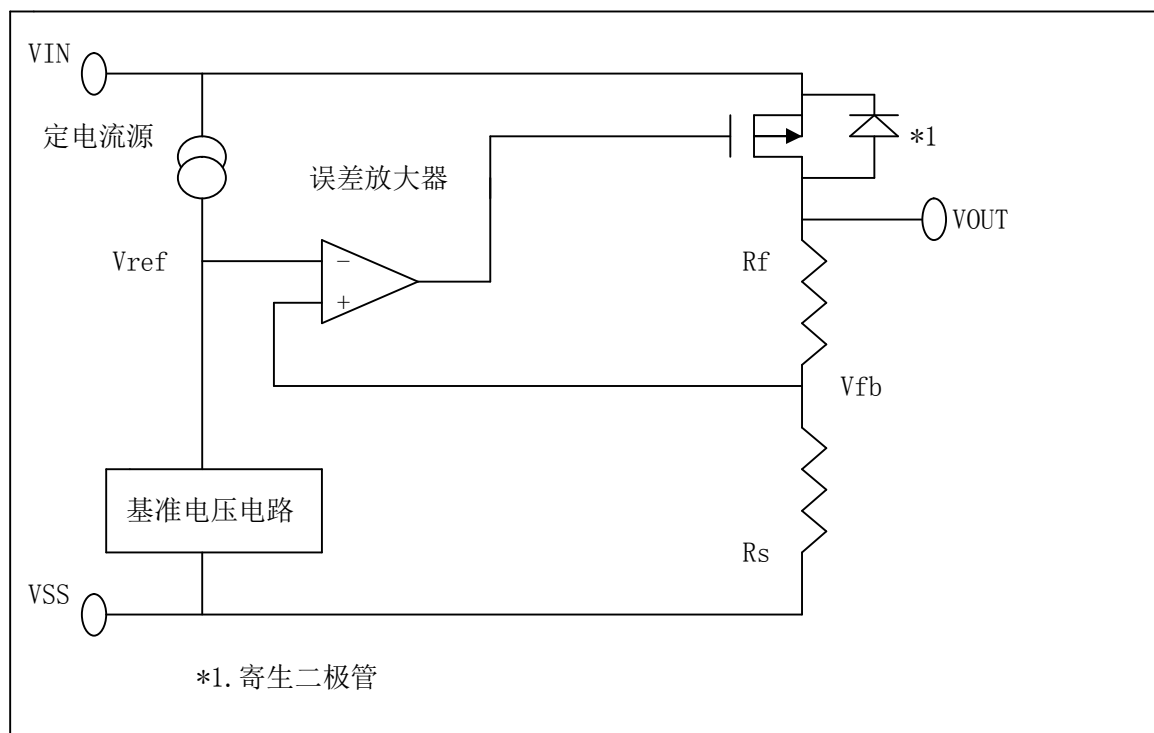 VIN
定电流源
*1
误差放大器
VOUT
Vref
−
Rf
+
Vfb
基准电压电路
Rs
VSS
*1.寄生二极管